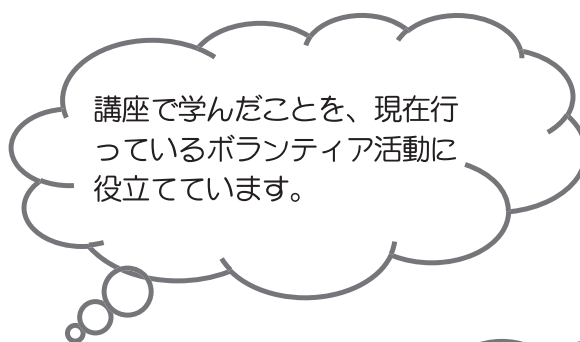 講座で学んだことを、現在行
っているボランティア活動に
役立てています。